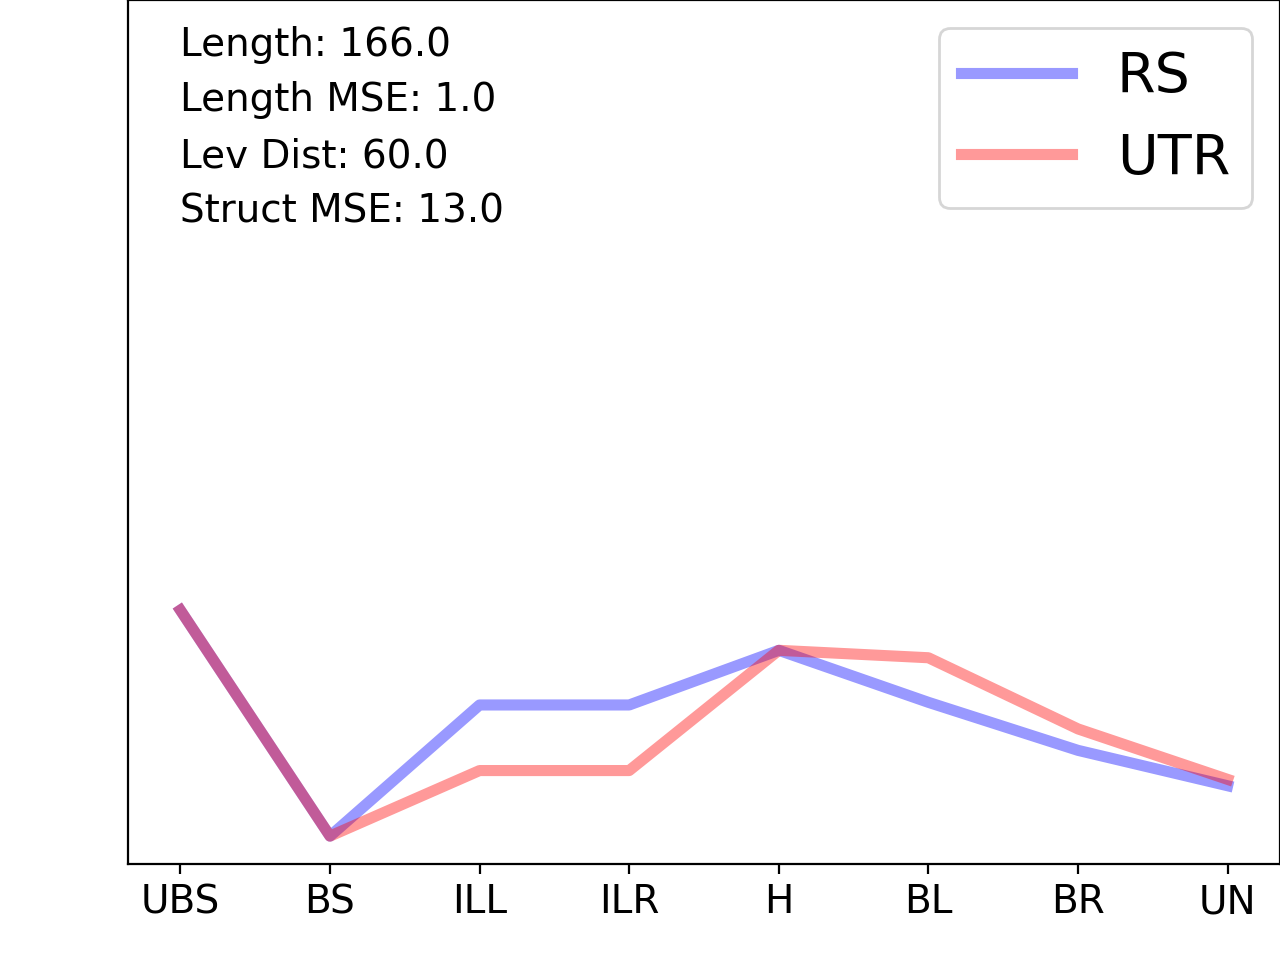 Length: 166.0
Length MSE: 1.0
Lev Dist: 60.0
Struct MSE: 13.0
RS
UTR
UBS BS ILL ILR H BL BR UN